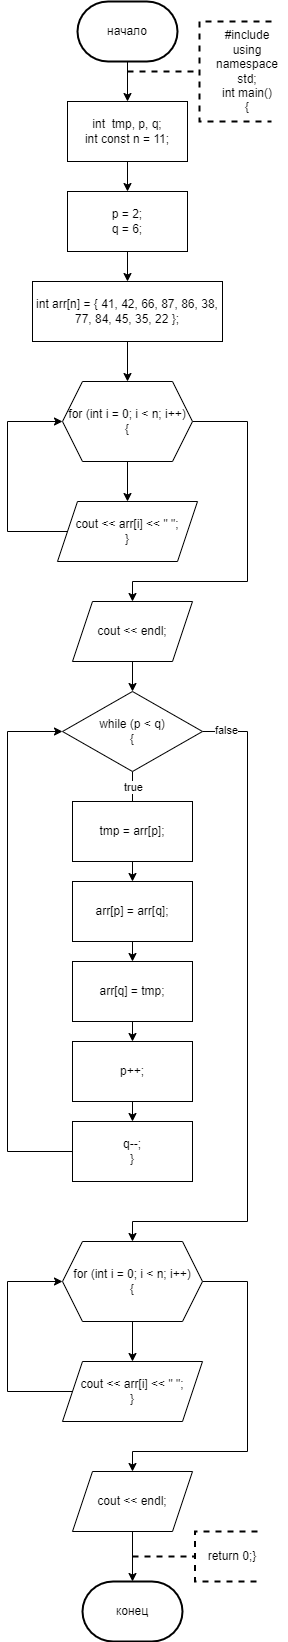 начало
#include
using
namespace
std;
int main()
{
int  tmp, p, q;
int const n = 11;
p = 2;
q = 6;
int arr[n] = { 41, 42, 66, 87, 86, 38,
77, 84, 45, 35, 22 };
for (int i = 0; i < n; i++)
{
cout << arr[i] << " ";
}
cout << endl;
while (p < q)
{
false
true
tmp = arr[p];
arr[p] = arr[q];
arr[q] = tmp;
p++;
q--;
}
for (int i = 0; i < n; i++)
{
cout << arr[i] << " ";
}
cout << endl;
return 0;}
конец